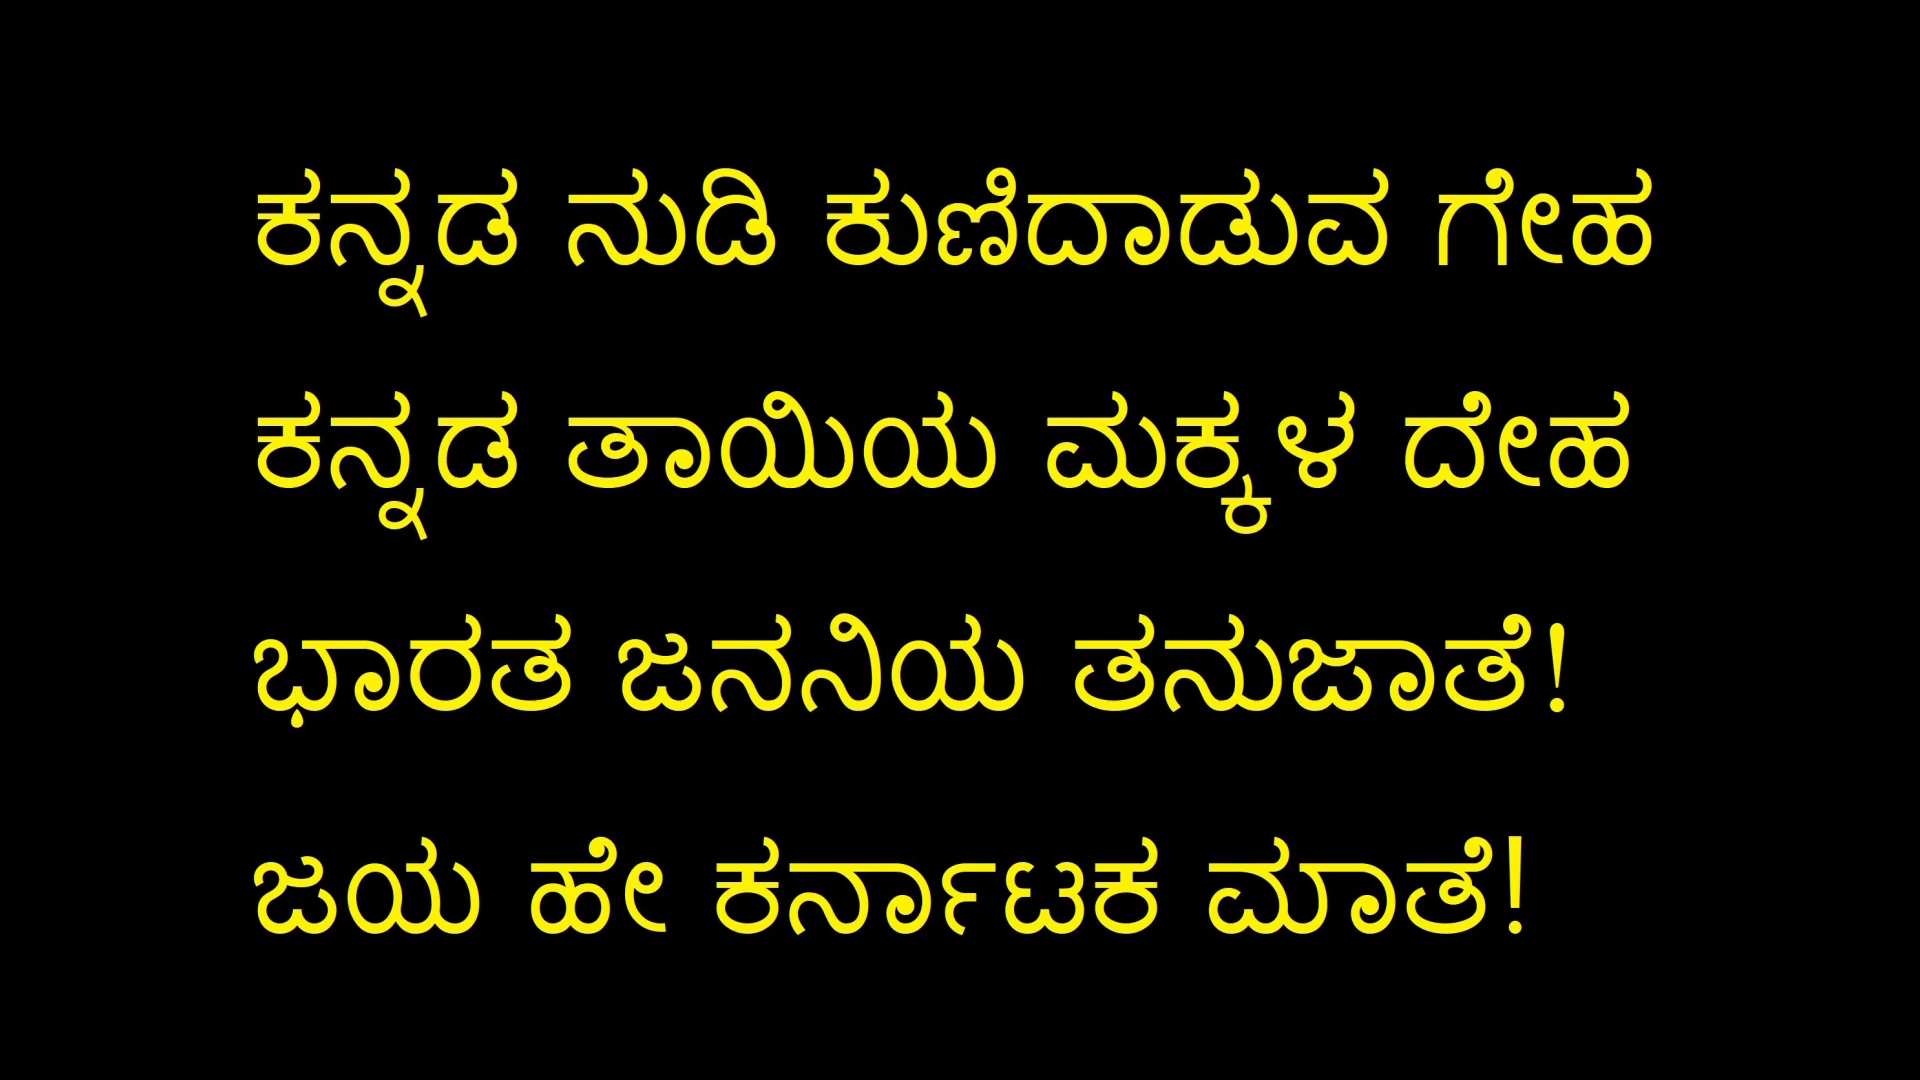 ಕನ್ನಡ ನುಡಿ ಕುಣಿದಾಡುವ ಗೇಹ
ಕನ್ನಡ ತಾಯಿಯ ಮಕ್ಕಳ ದೇಹ
ಭಾರತ ಜನನಿಯ ತನುಜಾತೆ!
ಜಯ ಹೇ ಕರ್ನಾಟಕ ಮಾತೆ!